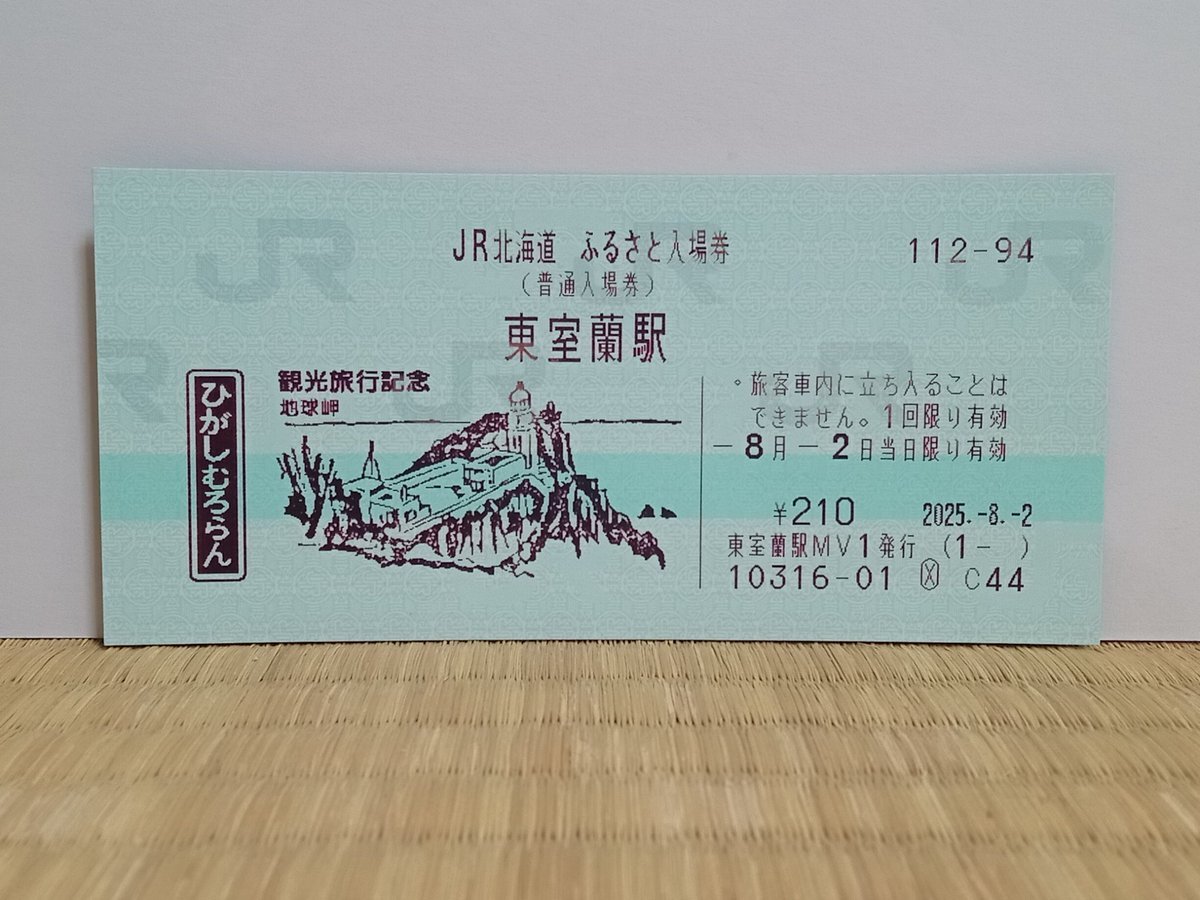 JR北海道 ふるさと入場券
112-94
(普通入場券)
東室蘭駅
ひがしむろらん
観光旅行記念
地球岬
。旅客車内に立ち入ることは
できません。1回限り有効
-8月-2日当日限り有効
¥210 2025.-8.-2
東室蘭駅MV1発行 (1- )
10316-01 Ⓧ C44
JR JR JR
R JR R